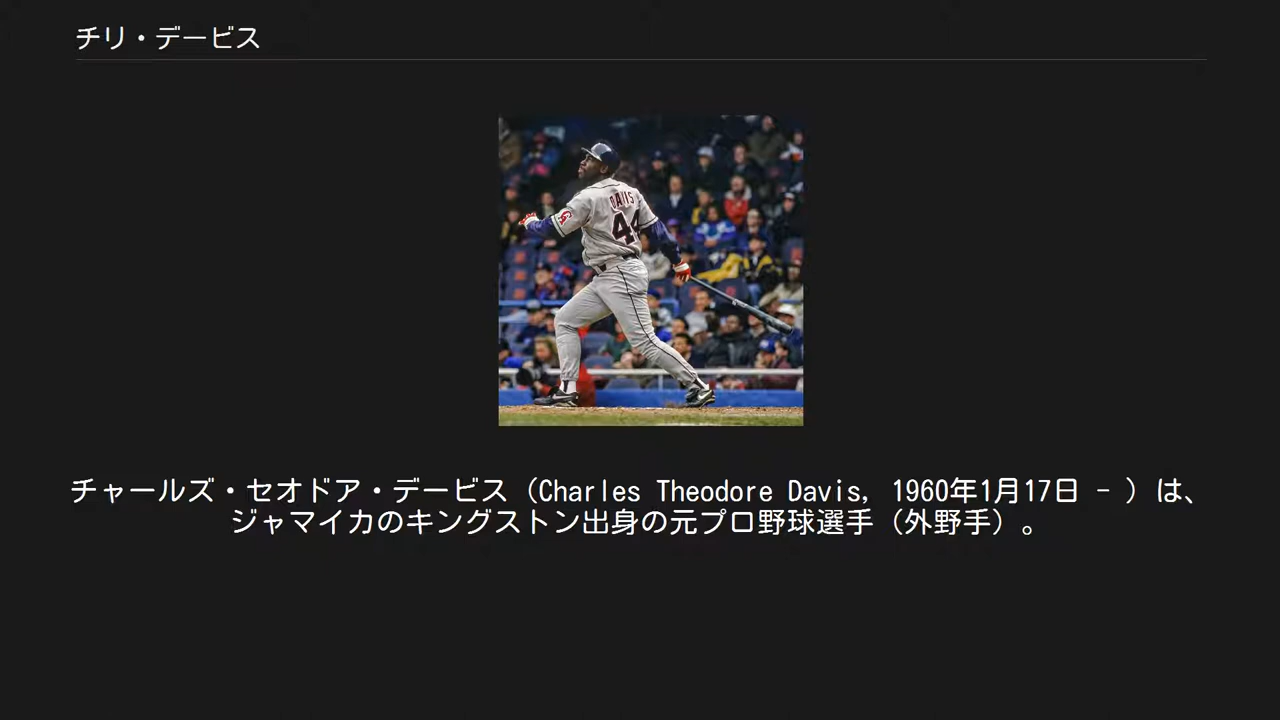 チリ・デービス
DAVIS
44
チャールズ・セオドア・デービス（Charles Theodore Davis, 1960年1月17日 - ）は、
ジャマイカのキングストン出身の元プロ野球選手（外野手）。